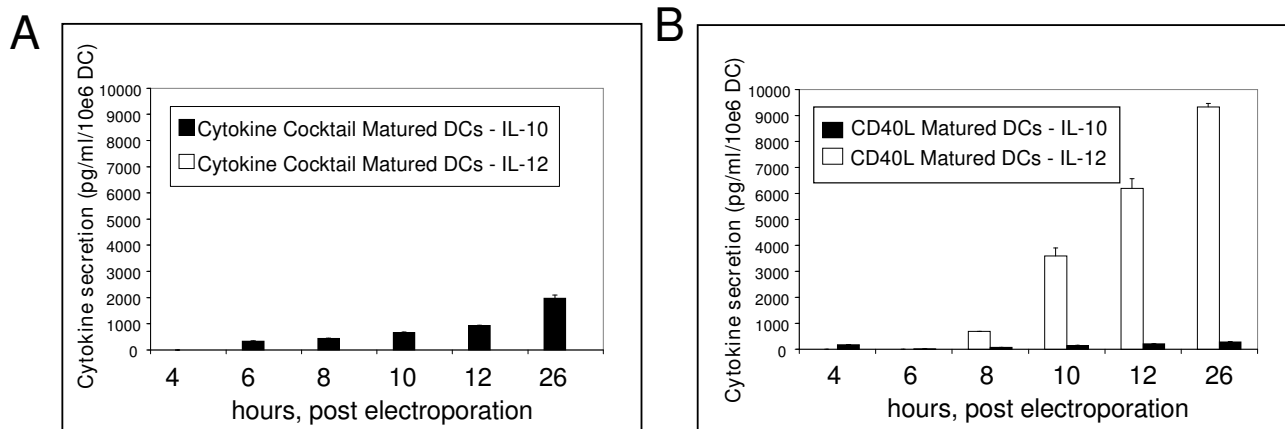 A
Cytokine secretion (pg/ml/10e6 DC)
10000
9000
8000
7000
6000
5000
4000
3000
2000
1000
0
Cytokine Cocktail Matured DCs - IL-10
Cytokine Cocktail Matured DCs - IL-12
4 6 8 10 12 26
hours, post electroporation
B
Cytokine secretion (pg/ml/10e6 DC)
10000
9000
8000
7000
6000
5000
4000
3000
2000
1000
0
CD40L Matured DCs - IL-10
CD40L Matured DCs - IL-12
4 6 8 10 12 26
hours, post electroporation